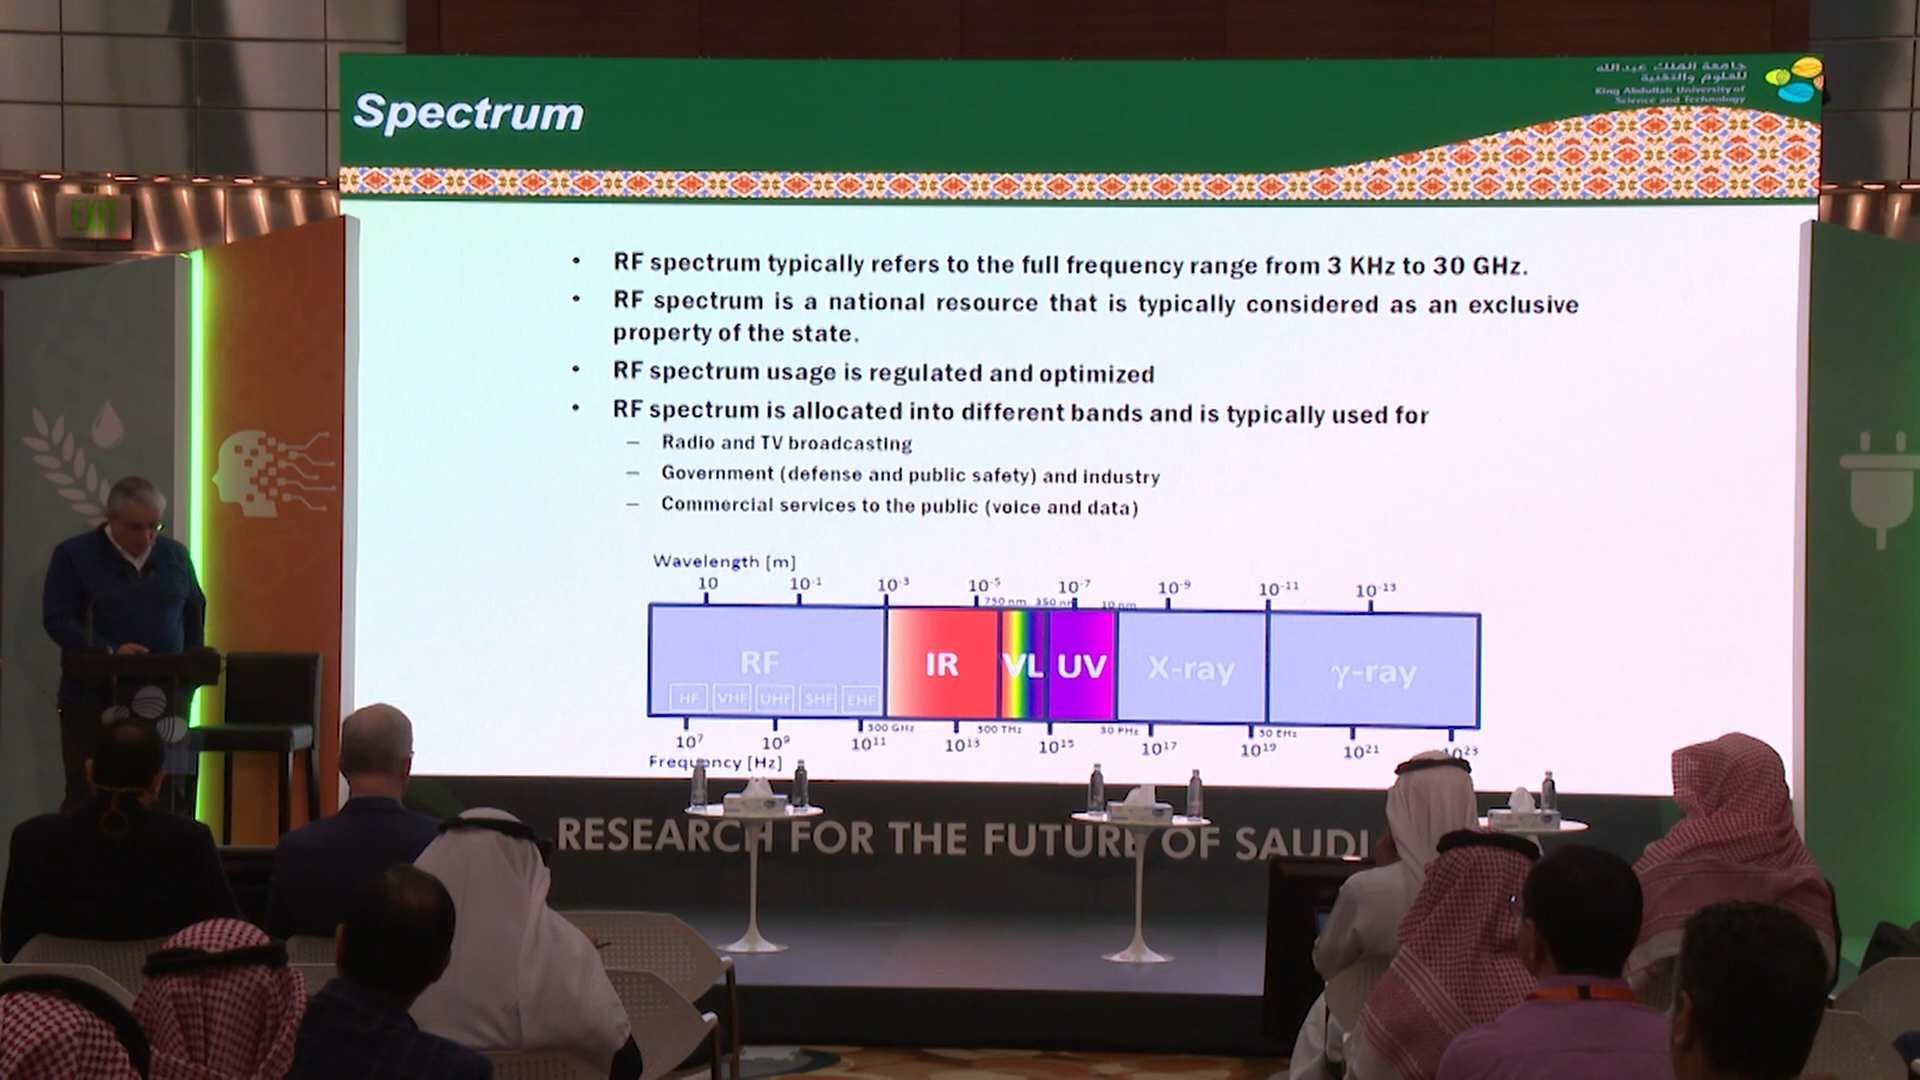 جامعة الملك عبدالله
للعلوم والتقنية
King Abdullah University of
Science and Technology
Spectrum
EXIT
• RF spectrum typically refers to the full frequency range from 3 KHz to 30 GHz.
• RF spectrum is a national resource that is typically considered as an exclusive
property of the state.
• RF spectrum usage is regulated and optimized
• RF spectrum is allocated into different bands and is typically used for
– Radio and TV broadcasting
– Government (defense and public safety) and industry
– Commercial services to the public (voice and data)
Wavelength [m]
10 10⁻¹ 10⁻³ 10⁻⁵ 10⁻⁷ 10⁻⁹ 10⁻¹¹ 10⁻¹³
750 nm 350 nm 10 nm
RF IR VL UV X-ray γ-ray
HF VHF UHF SHF EHF
300 GHz 300 THz 30 PHz 30 EHz
10⁷ 10⁹ 10¹¹ 10¹³ 10¹⁵ 10¹⁷ 10¹⁹ 10²¹ 10²³
Frequency [Hz]
RESEARCH FOR THE FUTURE OF SAUDI